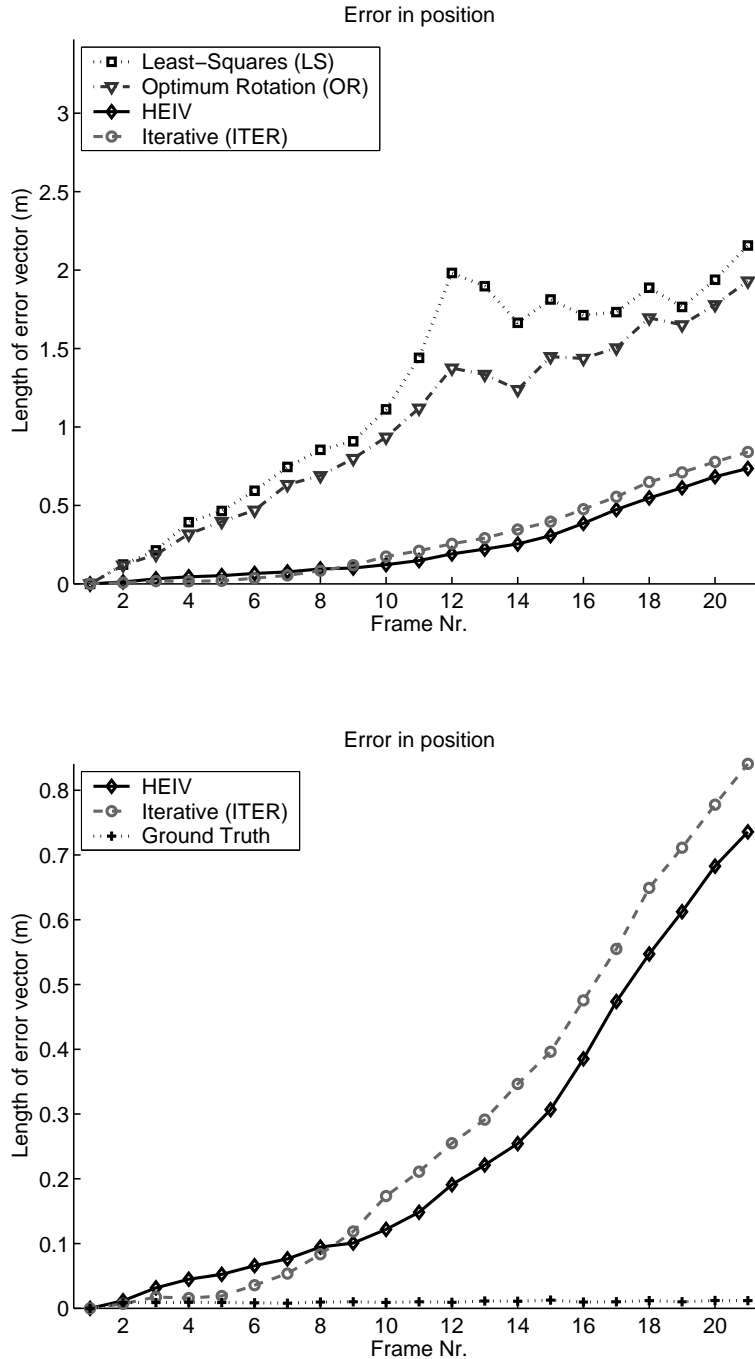 Error in position
Least−Squares (LS)
Optimum Rotation (OR)
HEIV
Iterative (ITER)
Length of error vector (m)
3
2.5
2
1.5
1
0.5
0
2 4 6 8 10 12 14 16 18 20
Frame Nr.
Error in position
HEIV
Iterative (ITER)
Ground Truth
Length of error vector (m)
0.8
0.7
0.6
0.5
0.4
0.3
0.2
0.1
0
2 4 6 8 10 12 14 16 18 20
Frame Nr.